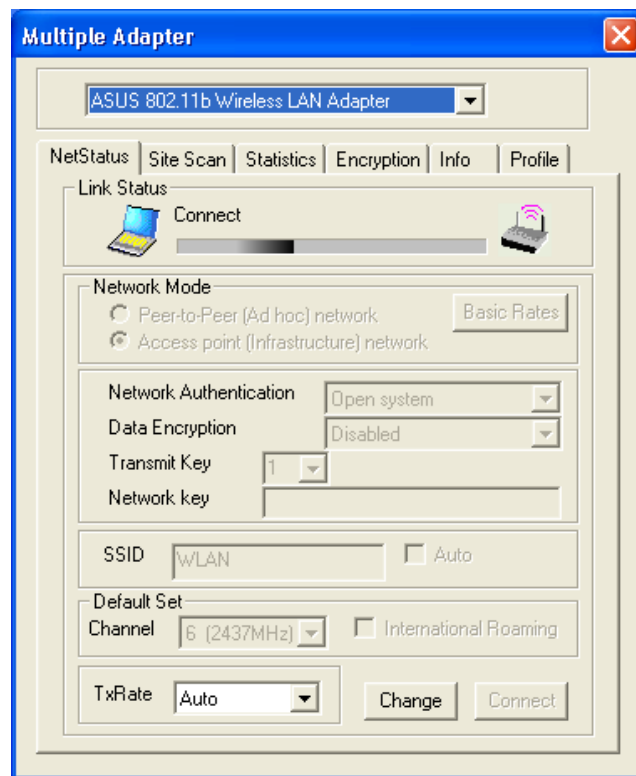 Multiple Adapter
ASUS 802.11b Wireless LAN Adapter
NetStatus Site Scan Statistics Encryption Info Profile
Link Status
Connect
Network Mode
Peer-to-Peer (Ad hoc) network Basic Rates
Access point (Infrastructure) network
Network Authentication Open system
Data Encryption Disabled
Transmit Key 1
Network key
SSID WLAN Auto
Default Set
Channel 6 (2437MHz) International Roaming
TxRate Auto Change Connect